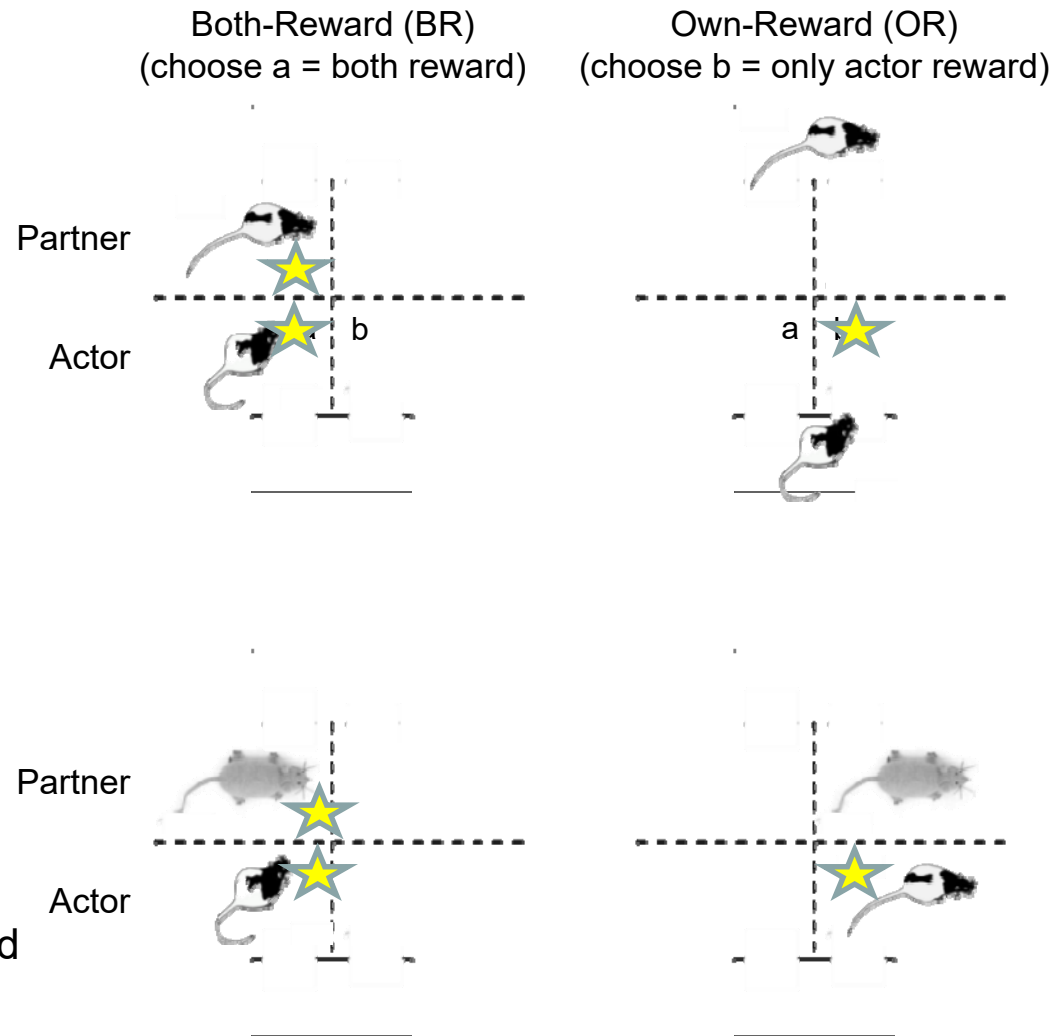 Both-Reward (BR)
(choose a = both reward)
Own-Reward (OR)
(choose b = only actor reward)
Partner
b
a
Actor
Partner
Actor
d